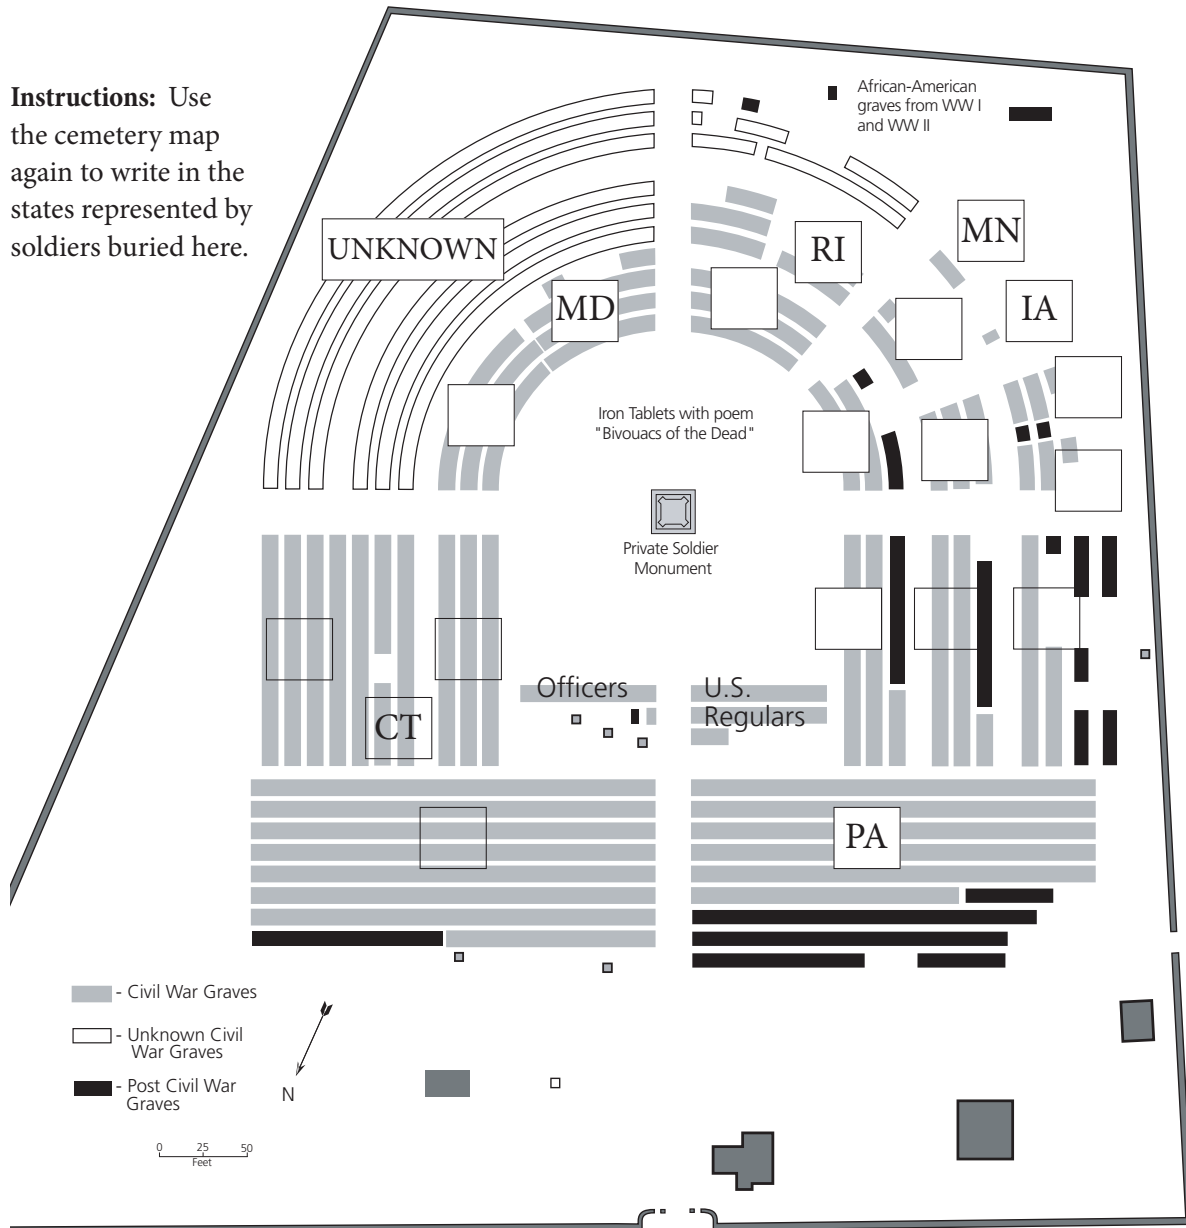 Instructions: Use
the cemetery map
again to write in the
states represented by
soldiers buried here.
African-American
graves from WW I
and WW II
UNKNOWN
MD
RI
MN
IA
Iron Tablets with poem
"Bivouacs of the Dead"
Private Soldier
Monument
Officers
U.S.
Regulars
CT
PA
- Civil War Graves
- Unknown Civil
War Graves
- Post Civil War
Graves
N
0 25 50
Feet